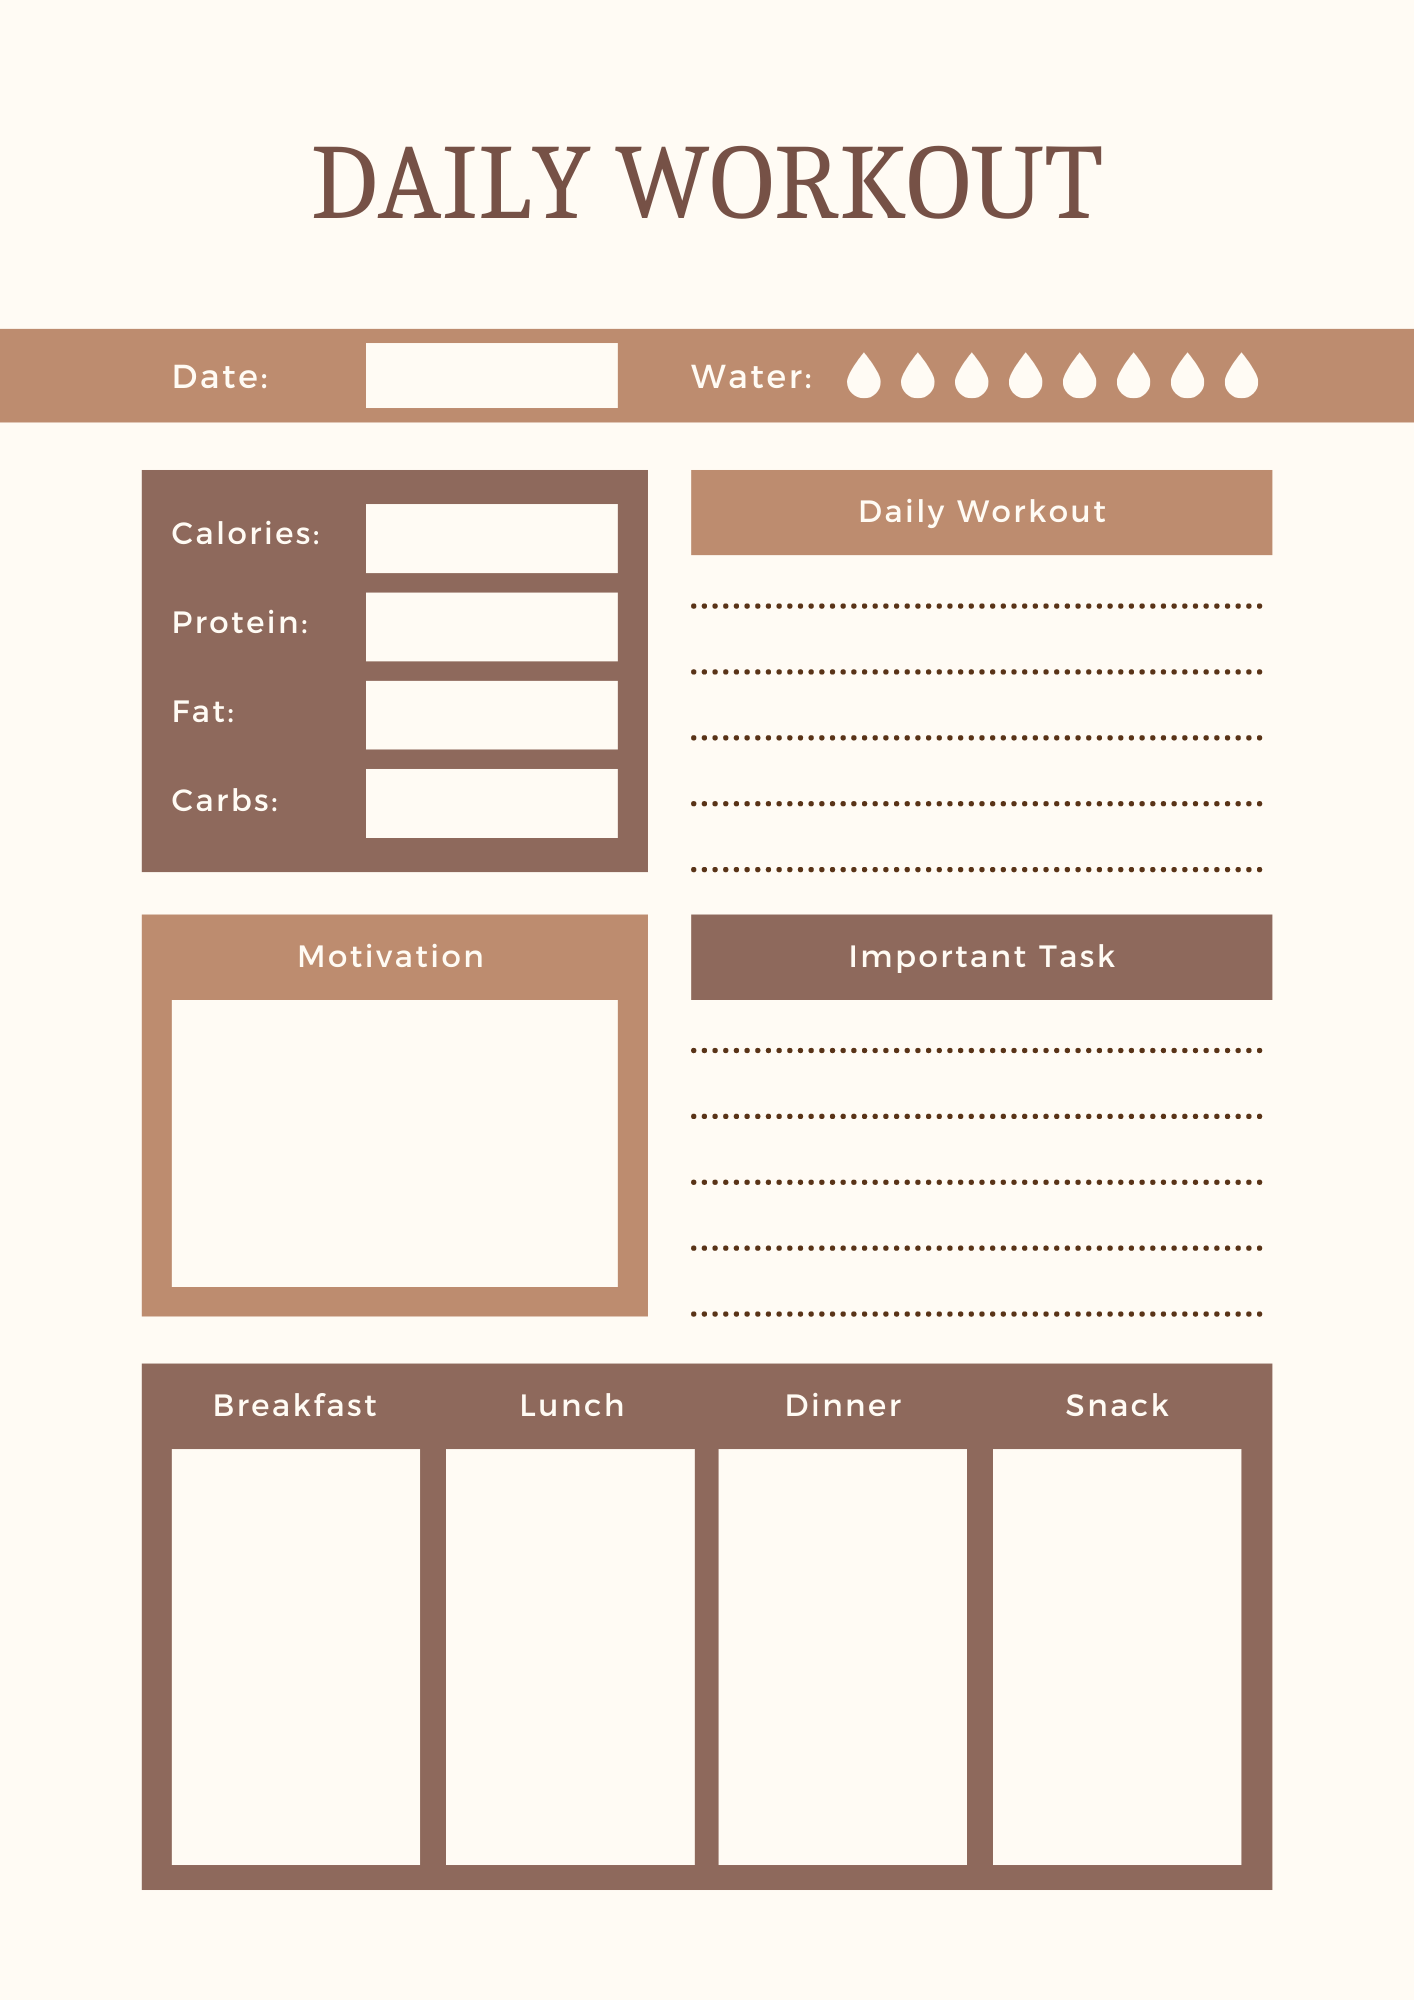 DAILY WORKOUT
Date:
Water:
Calories:
Protein:
Fat:
Carbs:
Daily Workout
Motivation
Important Task
Breakfast
Lunch
Dinner
Snack